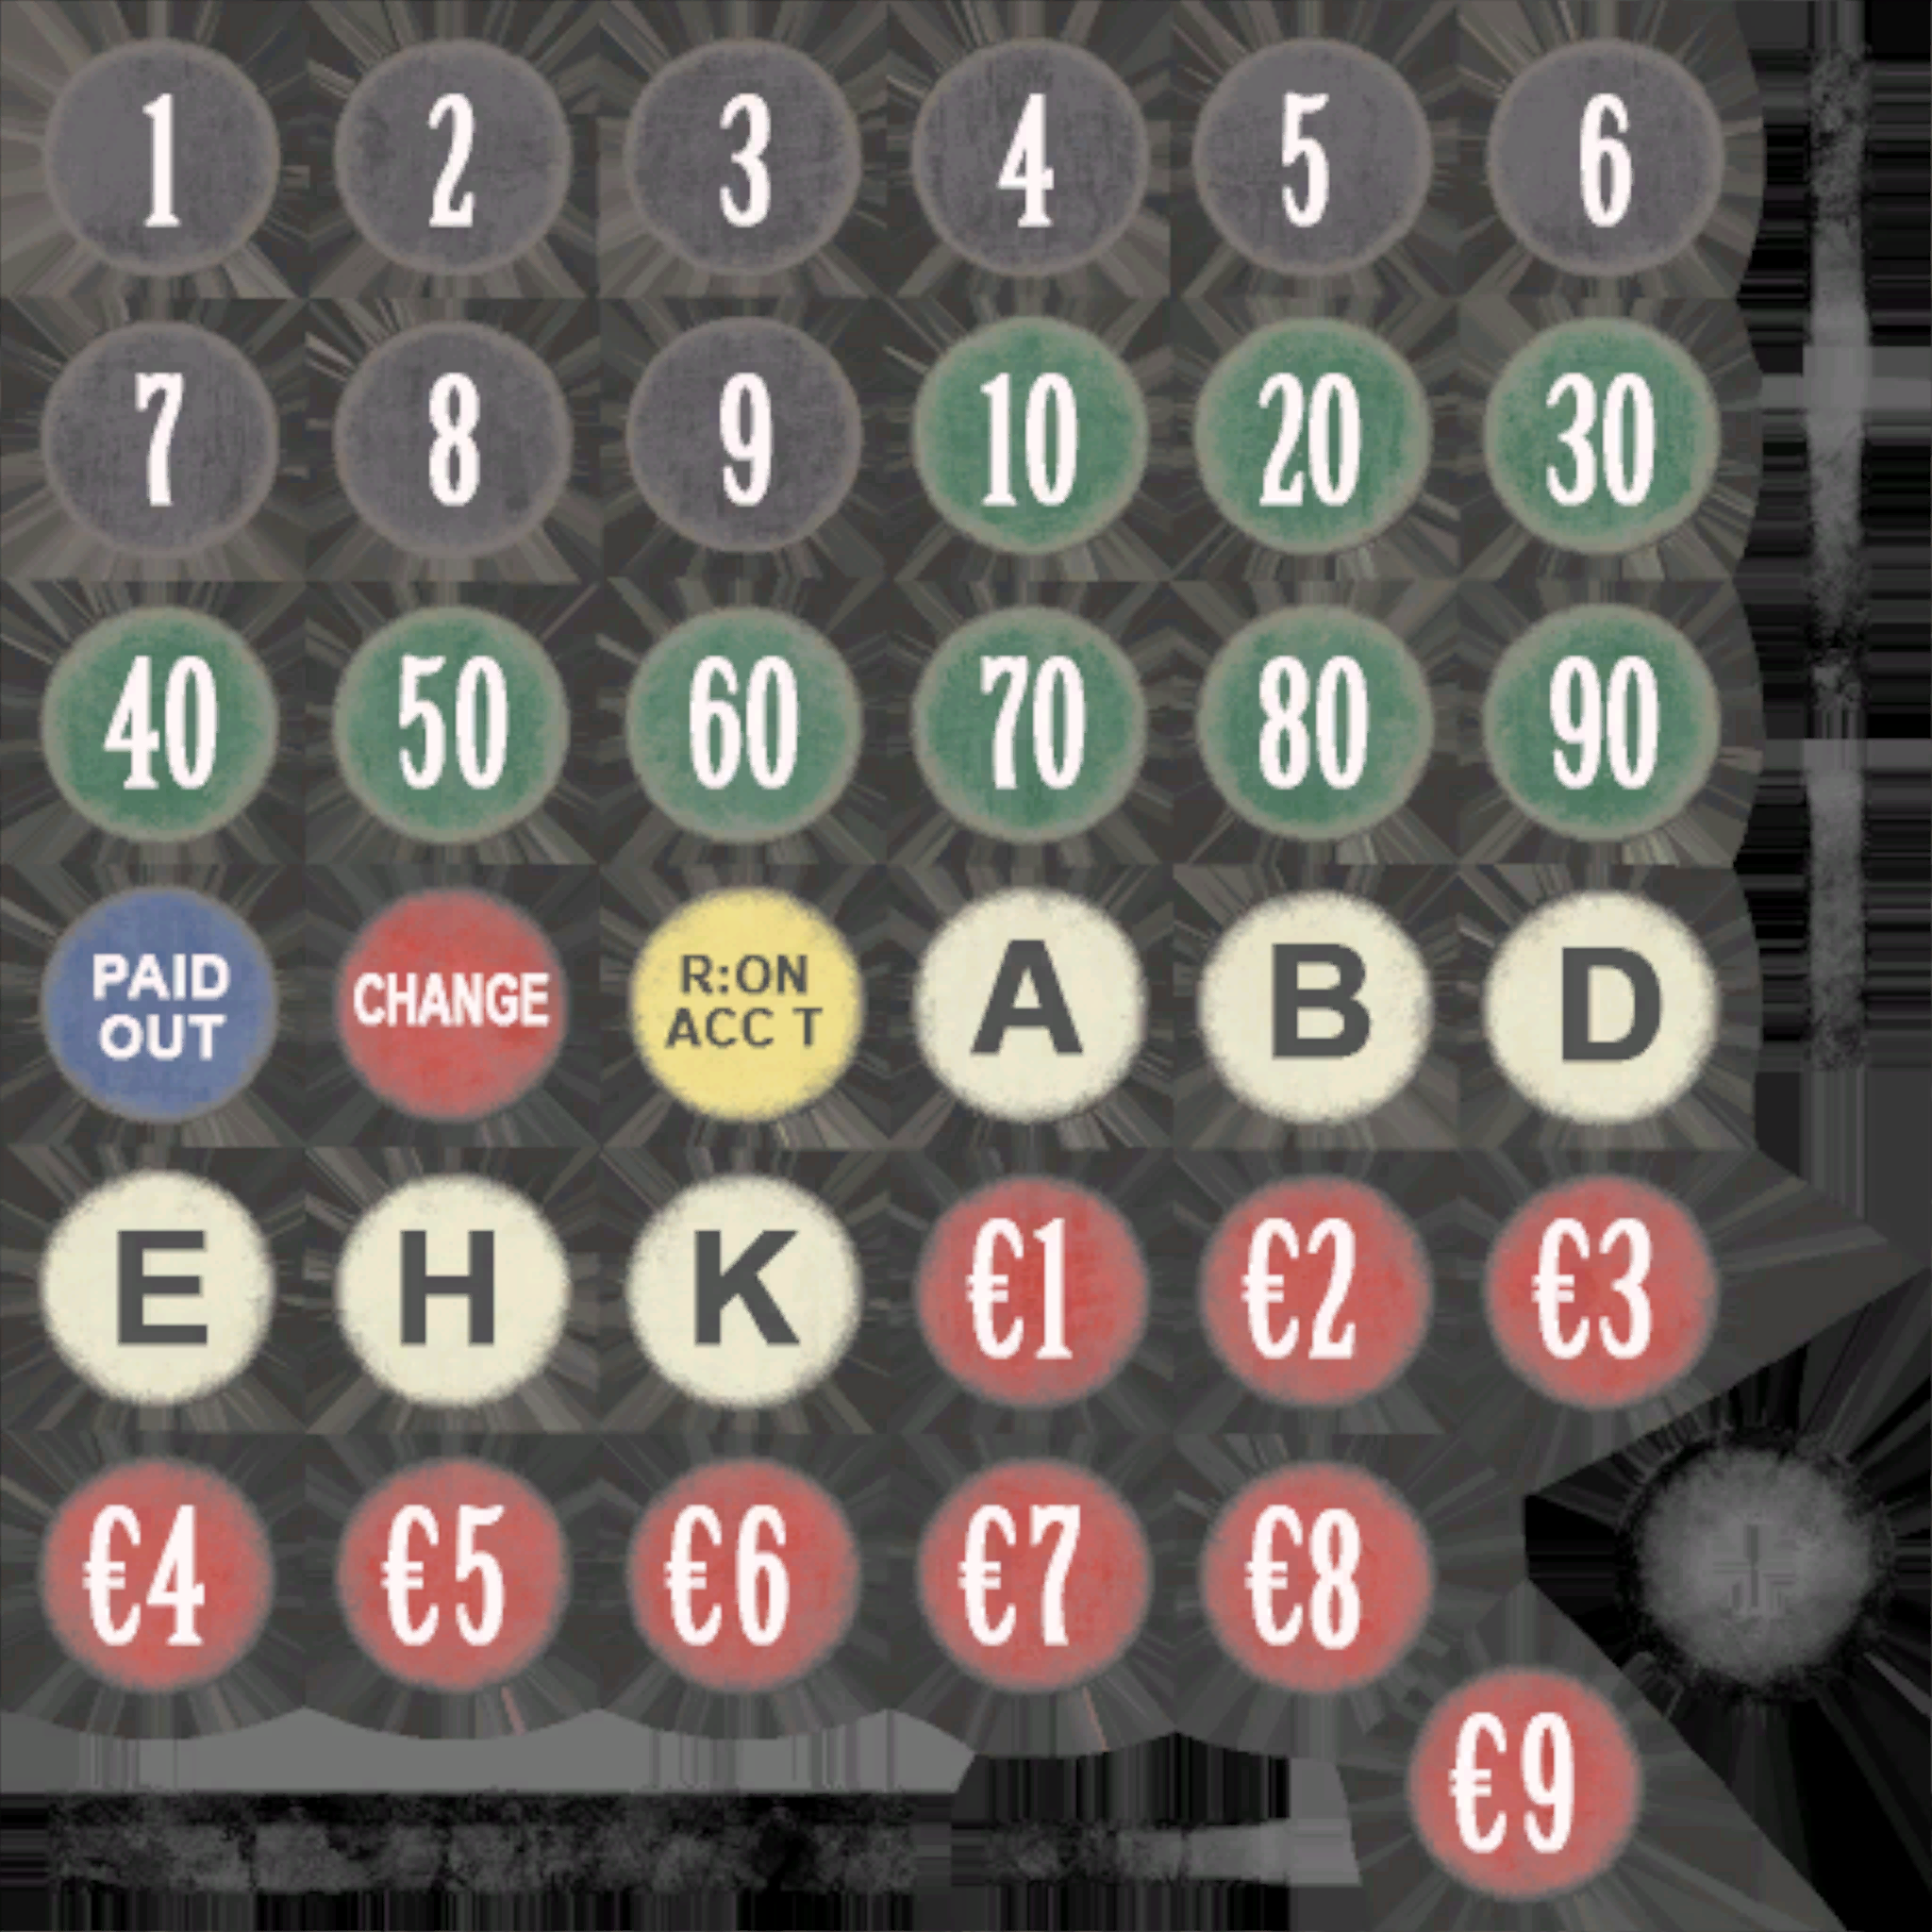 1 2 3 4 5 6
7 8 9 10 20 30
40 50 60 70 80 90
PAID
OUT
CHANGE
R:ON
ACC T
A B D
E H K €1 €2 €3
€4 €5 €6 €7 €8
€9